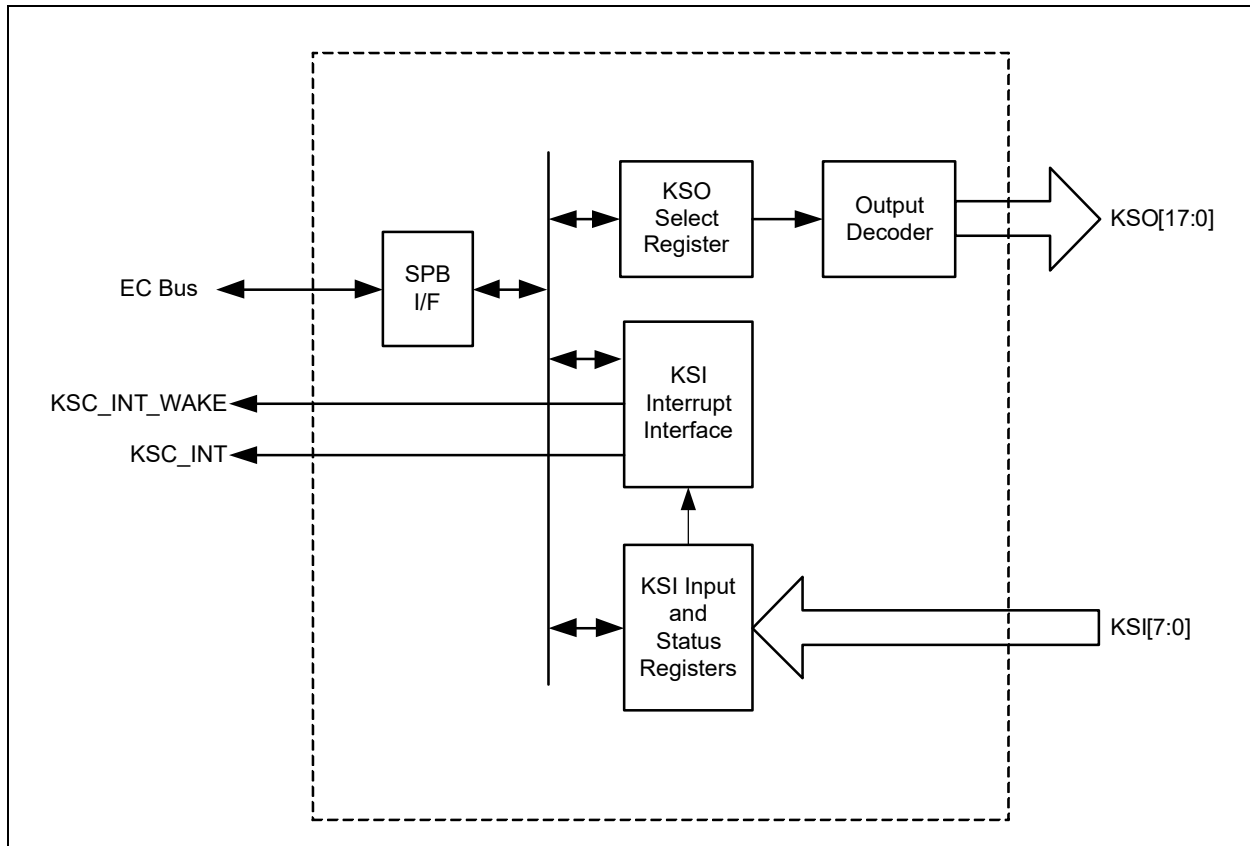 KSO
Select
Register
Output
Decoder
KSO[17:0]
EC Bus
SPB
I/F
KSI
Interrupt
Interface
KSC_INT_WAKE
KSC_INT
KSI Input
and
Status
Registers
KSI[7:0]